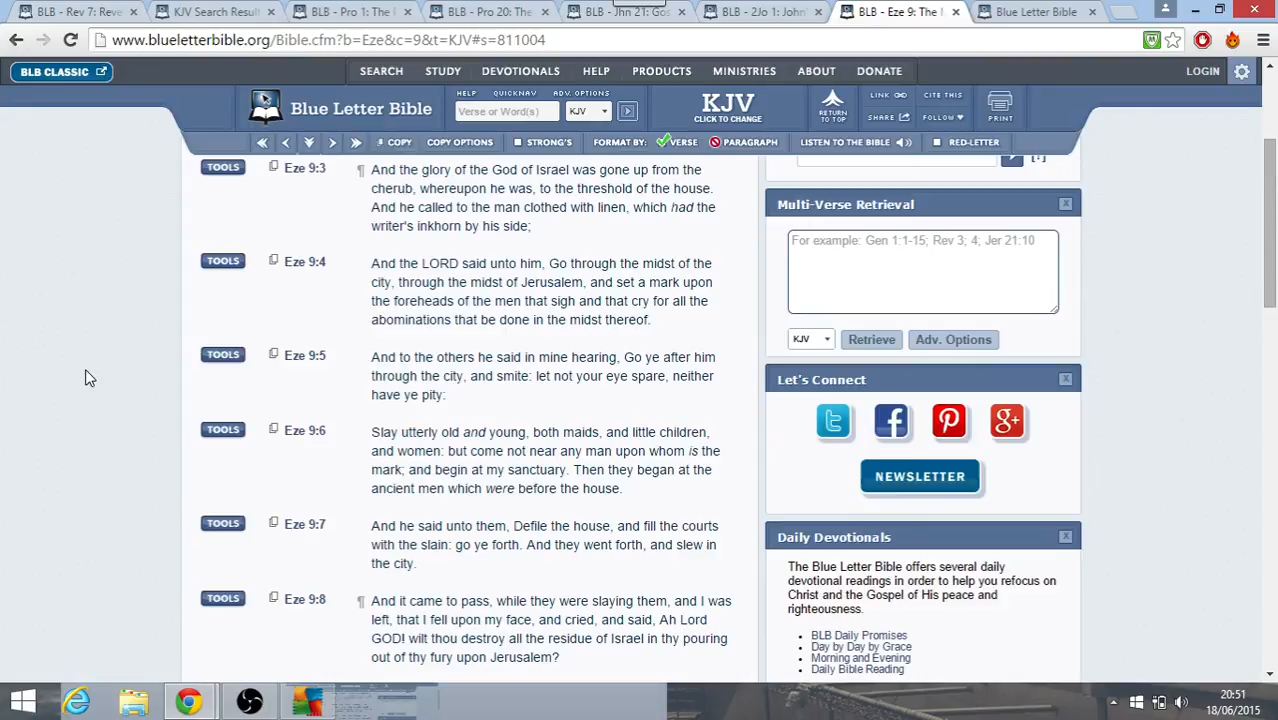 BLB - Rev 7: Reve
KJV Search Result
BLB - Pro 1: The
BLB - Pro 20: The
BLB - Jhn 21: Gos
BLB - 2Jo 1: John
BLB - Eze 9: The
Blue Letter Bible
www.blueletterbible.org/Bible.cfm?b=Eze&c=9&t=KJV#s=811004
BLB CLASSIC
SEARCH STUDY DEVOTIONALS HELP PRODUCTS MINISTRIES ABOUT DONATE LOGIN
Blue Letter Bible
HELP QUICKNAV ADV. OPTIONS
Verse or Word(s)
KJV
KJV
CLICK TO CHANGE
RETURN
TO TOP
LINK CITE THIS
SHARE FOLLOW
PRINT
COPY COPY OPTIONS STRONG'S FORMAT BY: VERSE PARAGRAPH LISTEN TO THE BIBLE RED-LETTER
TOOLS Eze 9:3 ¶ And the glory of the God of Israel was gone up from the
cherub, whereupon he was, to the threshold of the house.
And he called to the man clothed with linen, which had the
writer's inkhorn by his side;
TOOLS Eze 9:4 And the LORD said unto him, Go through the midst of the
city, through the midst of Jerusalem, and set a mark upon
the foreheads of the men that sigh and that cry for all the
abominations that be done in the midst thereof.
TOOLS Eze 9:5 And to the others he said in mine hearing, Go ye after him
through the city, and smite: let not your eye spare, neither
have ye pity:
TOOLS Eze 9:6 Slay utterly old and young, both maids, and little children,
and women: but come not near any man upon whom is the
mark; and begin at my sanctuary. Then they began at the
ancient men which were before the house.
TOOLS Eze 9:7 And he said unto them, Defile the house, and fill the courts
with the slain: go ye forth. And they went forth, and slew in
the city.
TOOLS Eze 9:8 ¶ And it came to pass, while they were slaying them, and I was
left, that I fell upon my face, and cried, and said, Ah Lord
GOD! wilt thou destroy all the residue of Israel in thy pouring
out of thy fury upon Jerusalem?
Multi-Verse Retrieval
For example: Gen 1:1-15; Rev 3; 4; Jer 21:10
KJV Retrieve Adv. Options
Let's Connect
NEWSLETTER
Daily Devotionals
The Blue Letter Bible offers several daily
devotional readings in order to help you refocus on
Christ and the Gospel of His peace and
righteousness.
BLB Daily Promises
Day by Day by Grace
Morning and Evening
Daily Bible Reading
20:51
18/06/2015